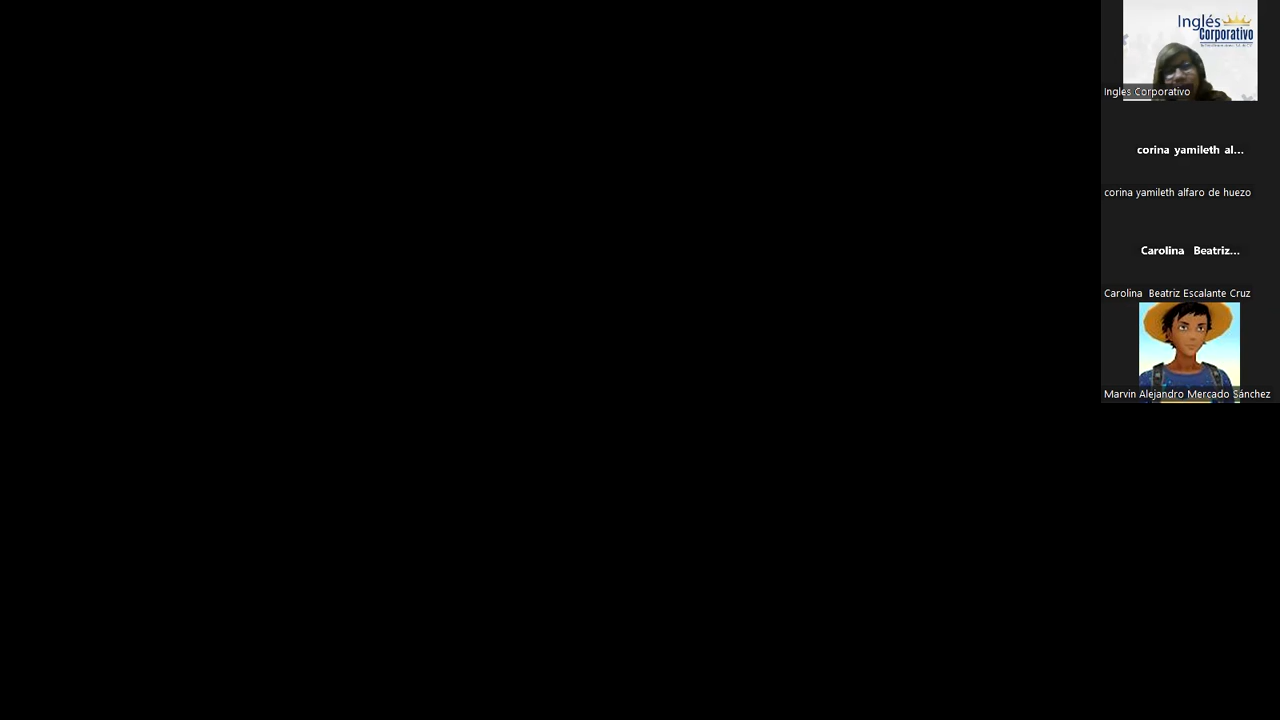 Inglés
Corporativo
Ingles Corporativo
corina yamileth al...
corina yamileth alfaro de huezo
Carolina Beatriz...
Carolina Beatriz Escalante Cruz
Marvin Alejandro Mercado Sánchez